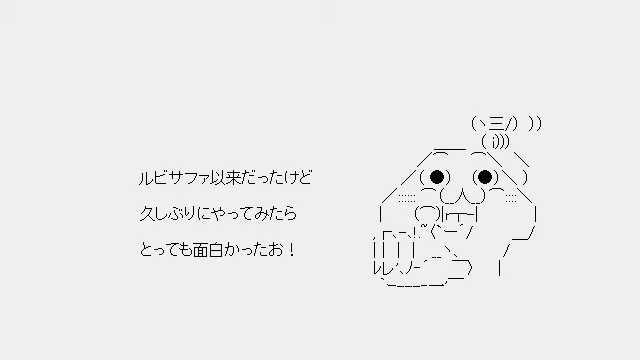 ルビサファ以来だったけど
久しぶりにやってみたら
とっても面白かったお！